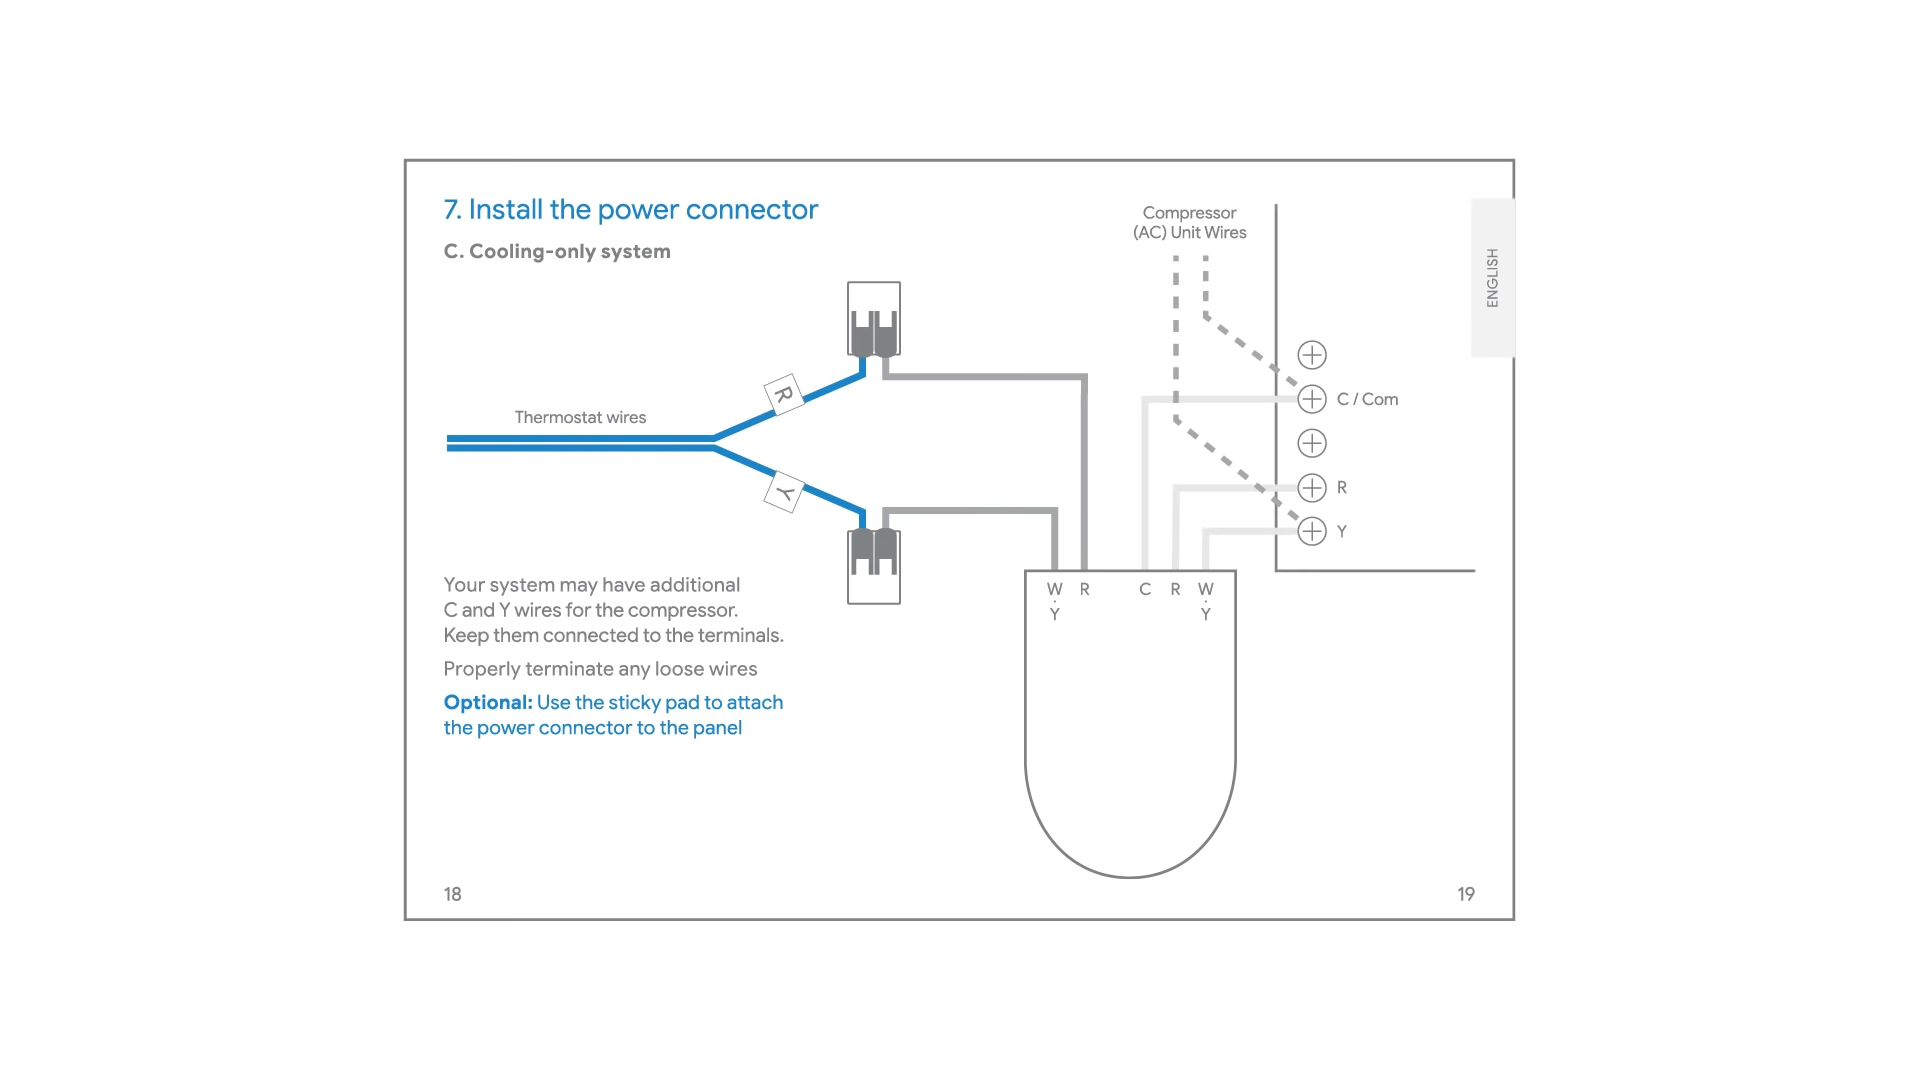 7. Install the power connector
C. Cooling-only system
Thermostat wires
R
Y
Your system may have additional
C and Y wires for the compressor.
Keep them connected to the terminals.
Properly terminate any loose wires
Optional: Use the sticky pad to attach
the power connector to the panel
18
Compressor
(AC) Unit Wires
ENGLISH
C / Com
R
Y
W R C R W
· ·
Y Y
19